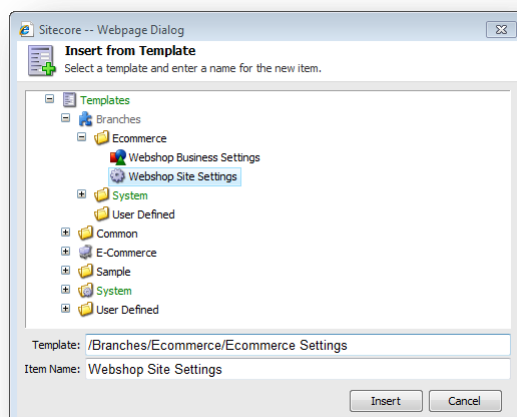 Sitecore -- Webpage Dialog
Insert from Template
Select a template and enter a name for the new item.
Templates
Branches
Ecommerce
Webshop Business Settings
Webshop Site Settings
System
User Defined
Common
E-Commerce
Sample
System
User Defined
Template: /Branches/Ecommerce/Ecommerce Settings
Item Name: Webshop Site Settings
Insert Cancel